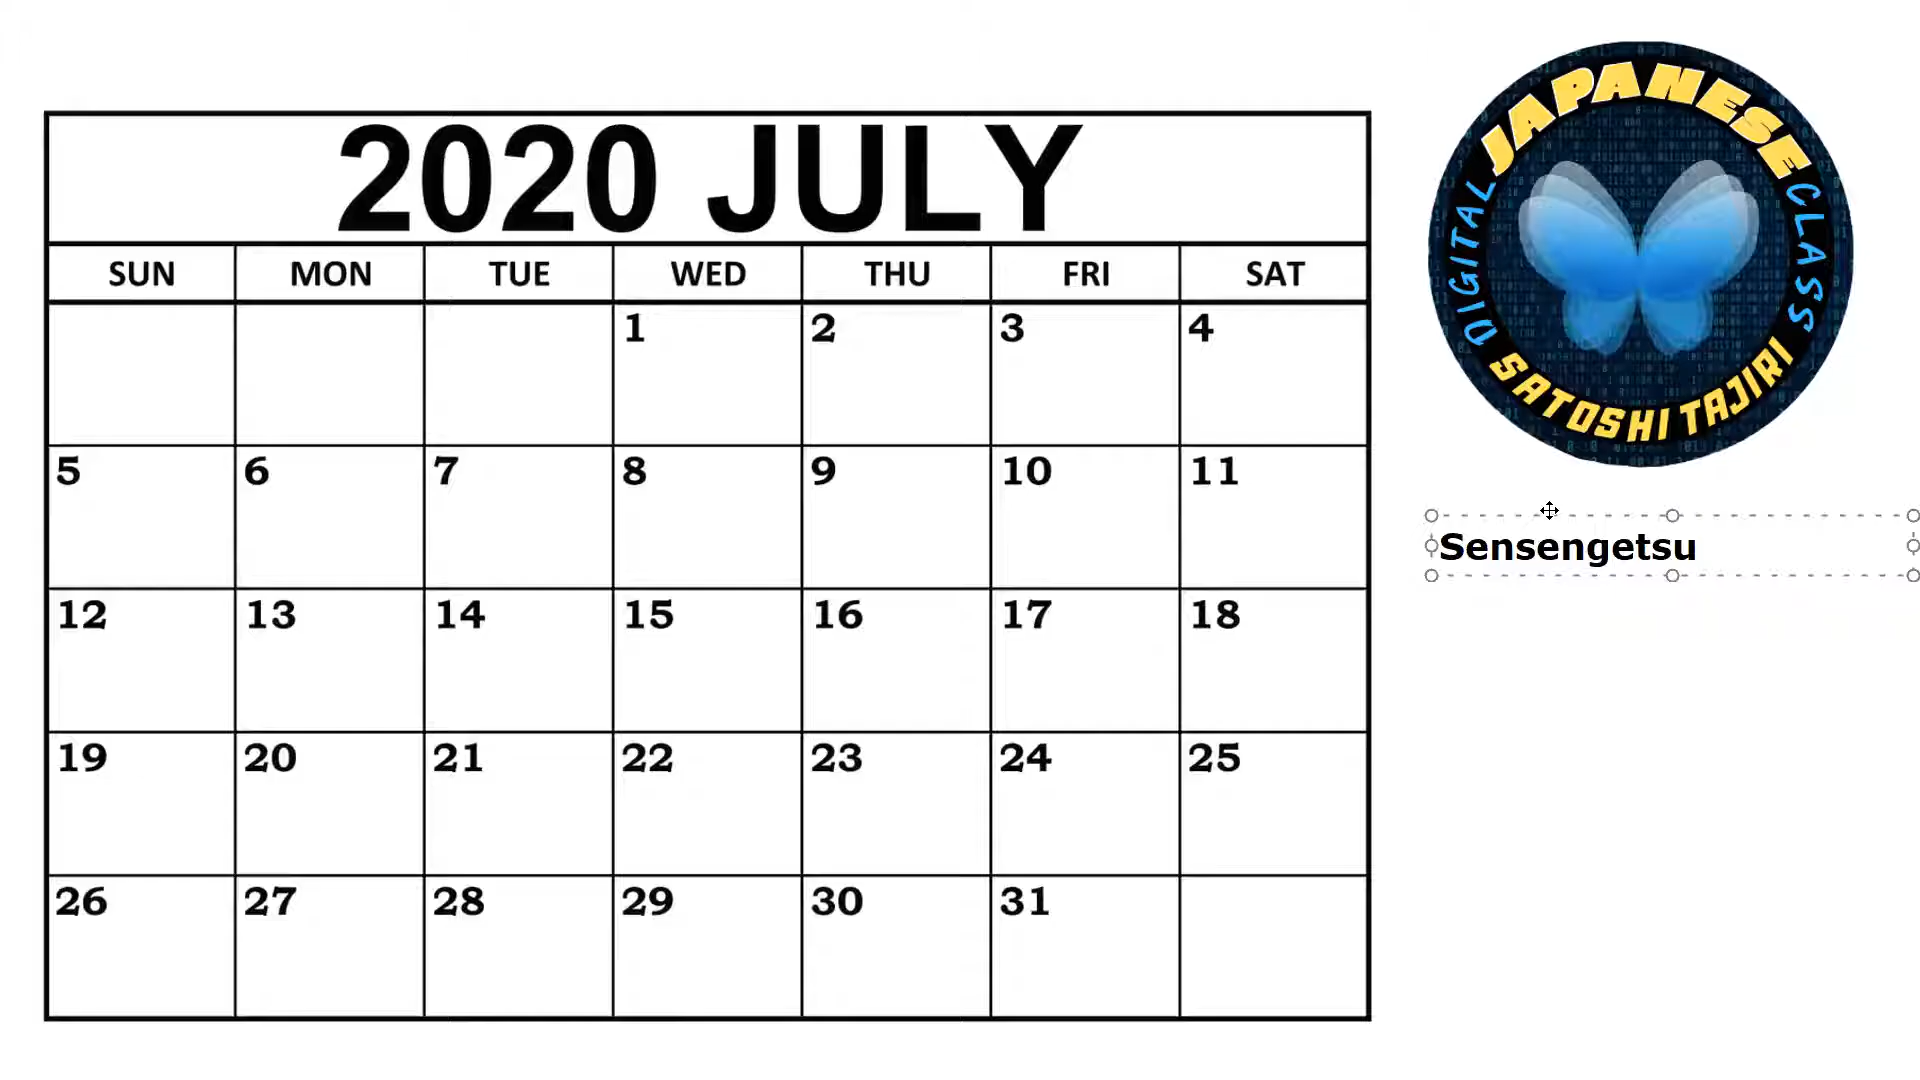 2020 JULY
SUN MON TUE WED THU FRI SAT
1 2 3 4
5 6 7 8 9 10 11
12 13 14 15 16 17 18
19 20 21 22 23 24 25
26 27 28 29 30 31
DIGITAL JAPANESE CLASS
SATOSHI TAJIRI
Sensengetsu